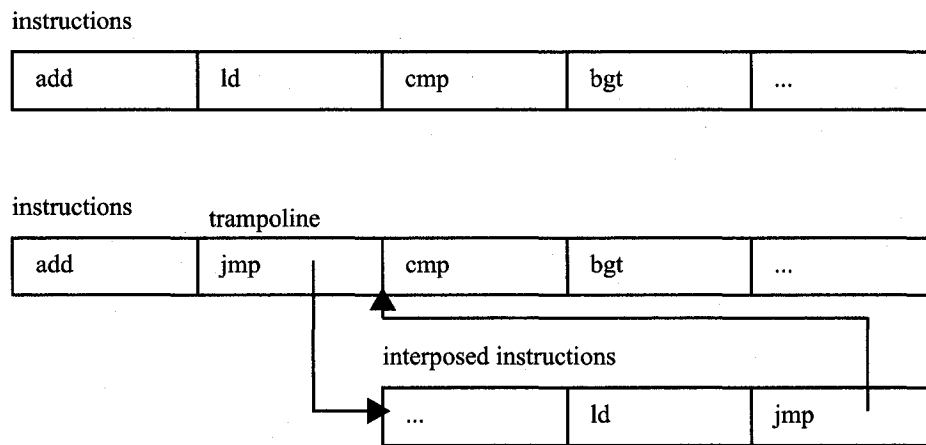 instructions
add ld cmp bgt ...
instructions
trampoline
add jmp cmp bgt ...
interposed instructions
... ld jmp